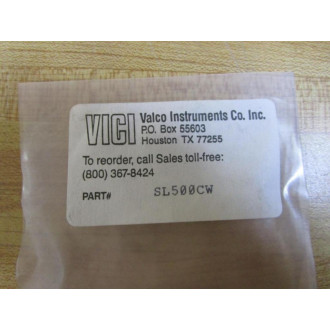 VICI Valco Instruments Co. Inc.
P.O. Box 55603
Houston TX 77255
To reorder, call Sales toll-free:
(800) 367-8424
PART# SL500CW